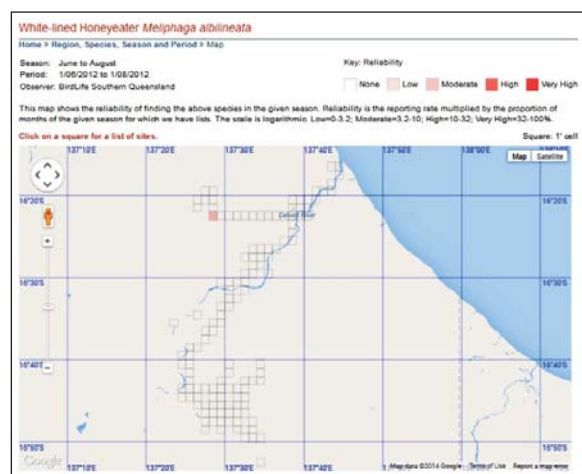 White-lined Honeyeater Meliphaga albilineata
Home > Region, Species, Season and Period > Map
Season: June to August
Period: 1/06/2012 to 1/08/2012
Observer: BirdLife Southern Queensland
Key: Reliability
None Low Moderate High Very High
This map shows the reliability of finding the above species in the given season. Reliability is the reporting rate multiplied by the proportion of
months of the given season for which we have lists. The scale is logarithmic. Low=0-3.2; Moderate=3.2-10; High=10-32; Very High=32-100%.
Click on a square for a list of sites.
Square: 1' cell
137°10'E 137°20'E 137°30'E 137°40'E 137°50'E 138°00'E
Map Satellite
16°20'S 16°20'S
Calvert River
16°30'S 16°30'S
16°40'S 16°40'S
16°50'S 16°50'S
137°10'E 137°20'E 137°30'E 137°40'E 137°50'E 138°00'E
Google
Map data ©2014 Google Terms of Use Report a map error